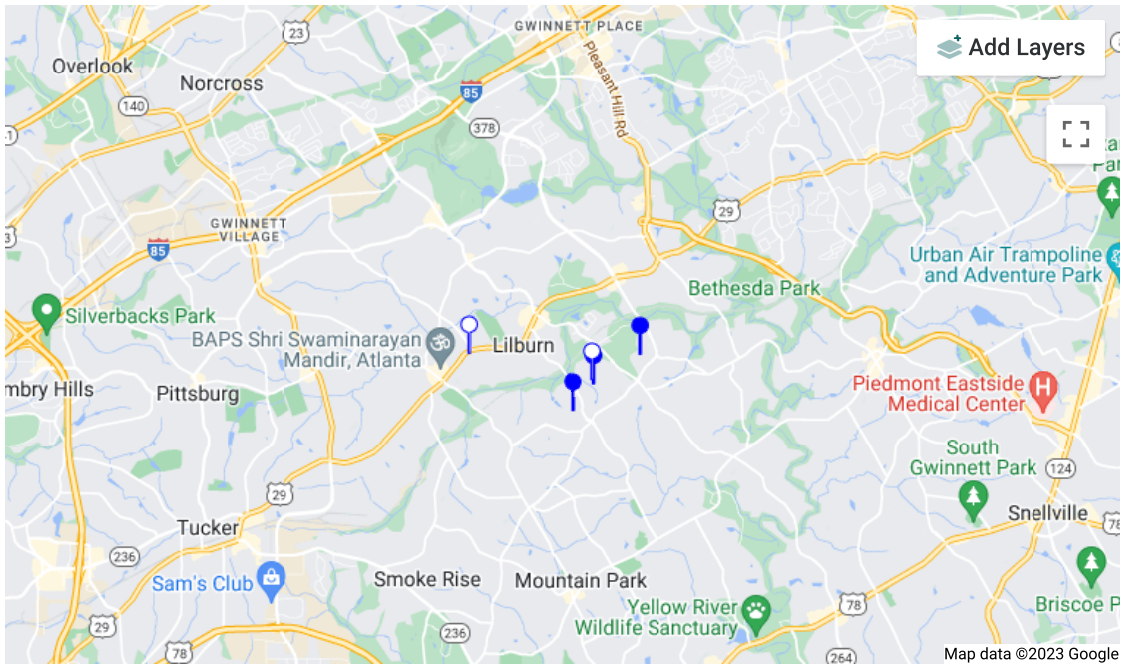 GWINNETT PLACE
23
Add Layers
Overlook
Norcross
Pleasant Hill Rd
85
140
378
29
GWINNETT
VILLAGE
85
Urban Air Trampoline
and Adventure Park
Bethesda Park
Silverbacks Park
BAPS Shri Swaminarayan
Mandir, Atlanta
Lilburn
mbry Hills
Pittsburg
Piedmont Eastside
Medical Center
H
South
Gwinnett Park
124
29
Snellville
78
Tucker
236
Sam's Club
Smoke Rise
Mountain Park
Yellow River
Wildlife Sanctuary
78
Briscoe P
29
236
78
264
Map data ©2023 Google